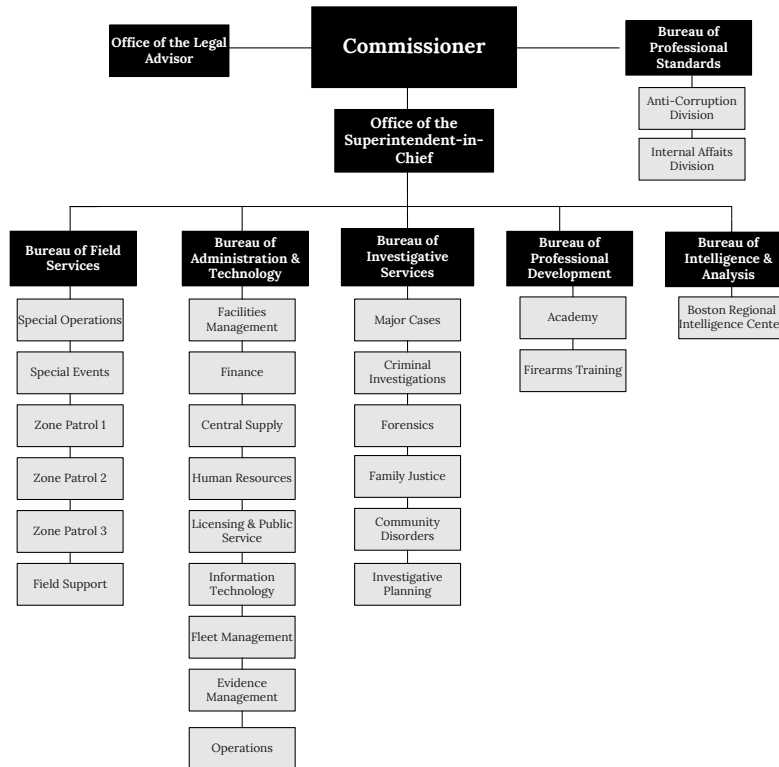 Office of the Legal
Advisor
Commissioner
Bureau of
Professional
Standards
Anti-Corruption
Division
Internal Affaits
Division
Office of the
Superintendent-in-
Chief
Bureau of Field
Services
Special Operations
Special Events
Zone Patrol 1
Zone Patrol 2
Zone Patrol 3
Field Support
Bureau of
Administration &
Technology
Facilities
Management
Finance
Central Supply
Human Resources
Licensing & Public
Service
Information
Technology
Fleet Management
Evidence
Management
Operations
Bureau of
Investigative
Services
Major Cases
Criminal
Investigations
Forensics
Family Justice
Community
Disorders
Investigative
Planning
Bureau of
Professional
Development
Academy
Firearms Training
Bureau of
Intelligence &
Analysis
Boston Regional
Intelligence Center